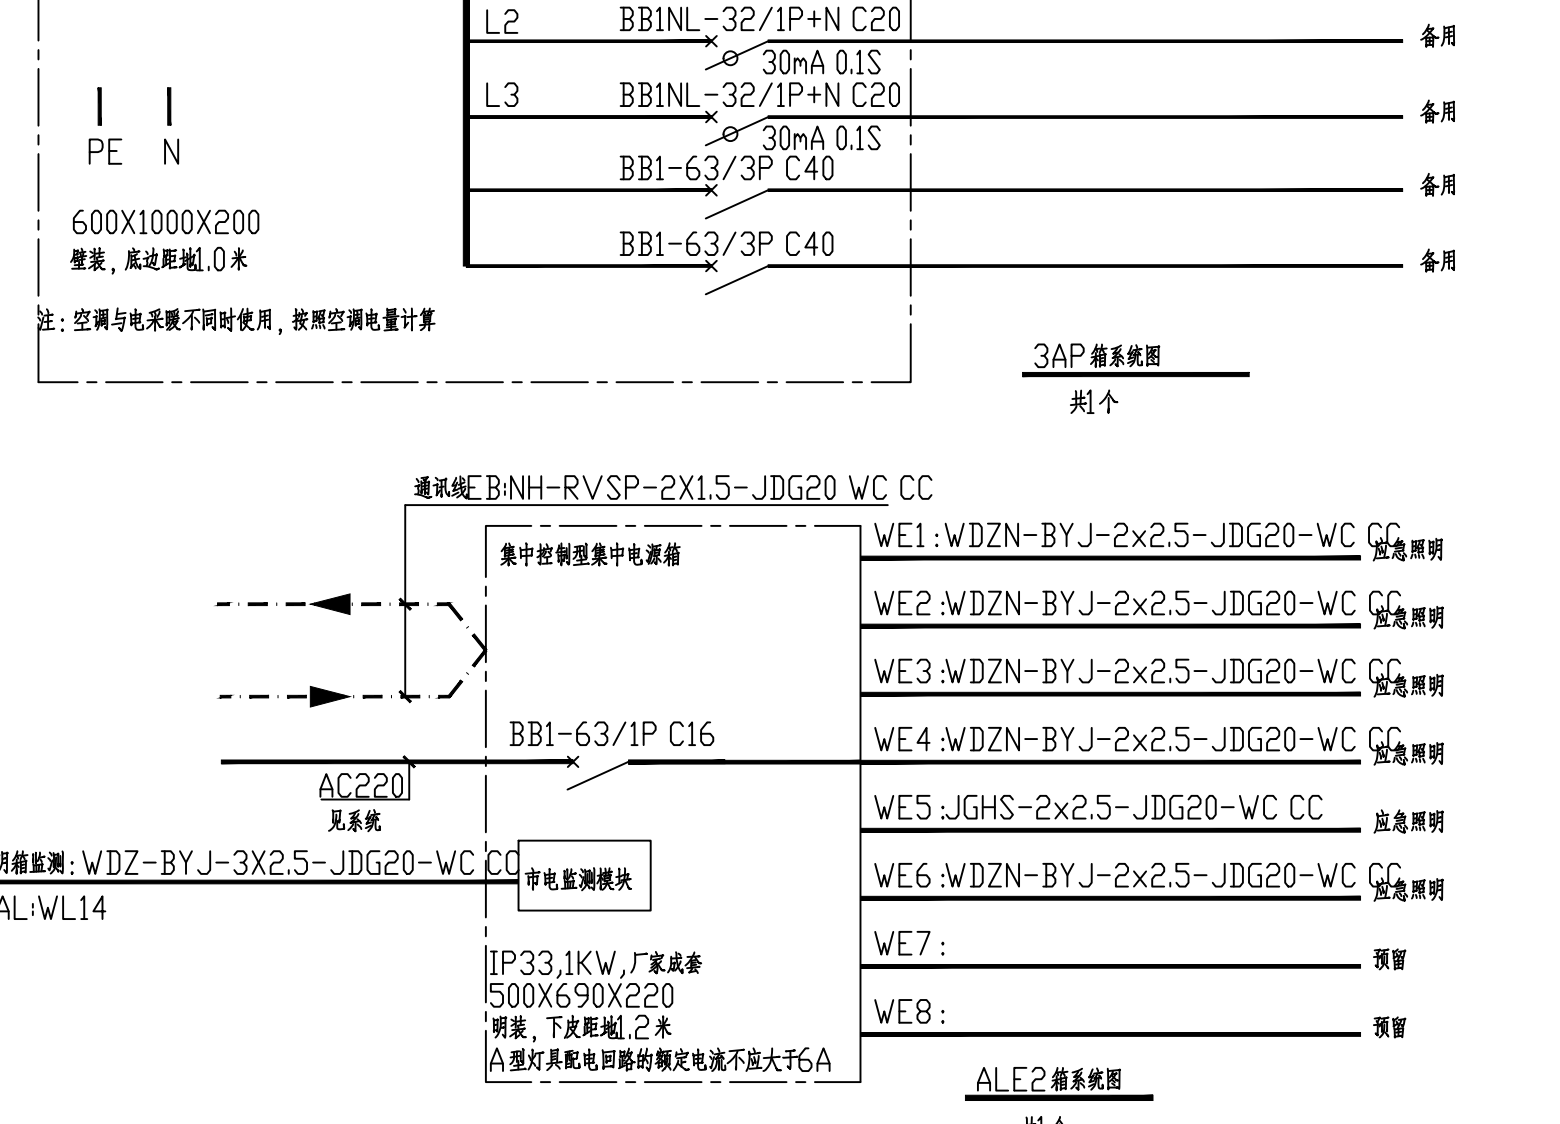 L2 BB1NL-32/1P+N C20 备用
30mA 0.1S
L3 BB1NL-32/1P+N C20 备用
30mA 0.1S
PE N
BB1-63/3P C40 备用
600X1000X200
壁装，底边距地1.0米
BB1-63/3P C40 备用
注：空调与电采暖不同时使用，按照空调电量计算
3AP箱系统图
共1个
通讯线EB:NH-RVSP-2X1.5-JDG20 WC CC
集中控制型集中电源箱
WE1:WDZN-BYJ-2x2.5-JDG20-WC CC 应急照明
WE2:WDZN-BYJ-2x2.5-JDG20-WC CC 应急照明
WE3:WDZN-BYJ-2x2.5-JDG20-WC CC 应急照明
BB1-63/1P C16
WE4:WDZN-BYJ-2x2.5-JDG20-WC CC 应急照明
AC220
见系统
WE5:JGHS-2x2.5-JDG20-WC CC 应急照明
明箱监测：WDZ-BYJ-3X2.5-JDG20-WC CC
市电监测模块
WE6:WDZN-BYJ-2x2.5-JDG20-WC CC 应急照明
AL:WL14
WE7: 预留
IP33,1KW,厂家成套
500X690X220
明装，下皮距地1.2米
A型灯具配电回路的额定电流不应大于6A
WE8: 预留
ALE2箱系统图
共1个